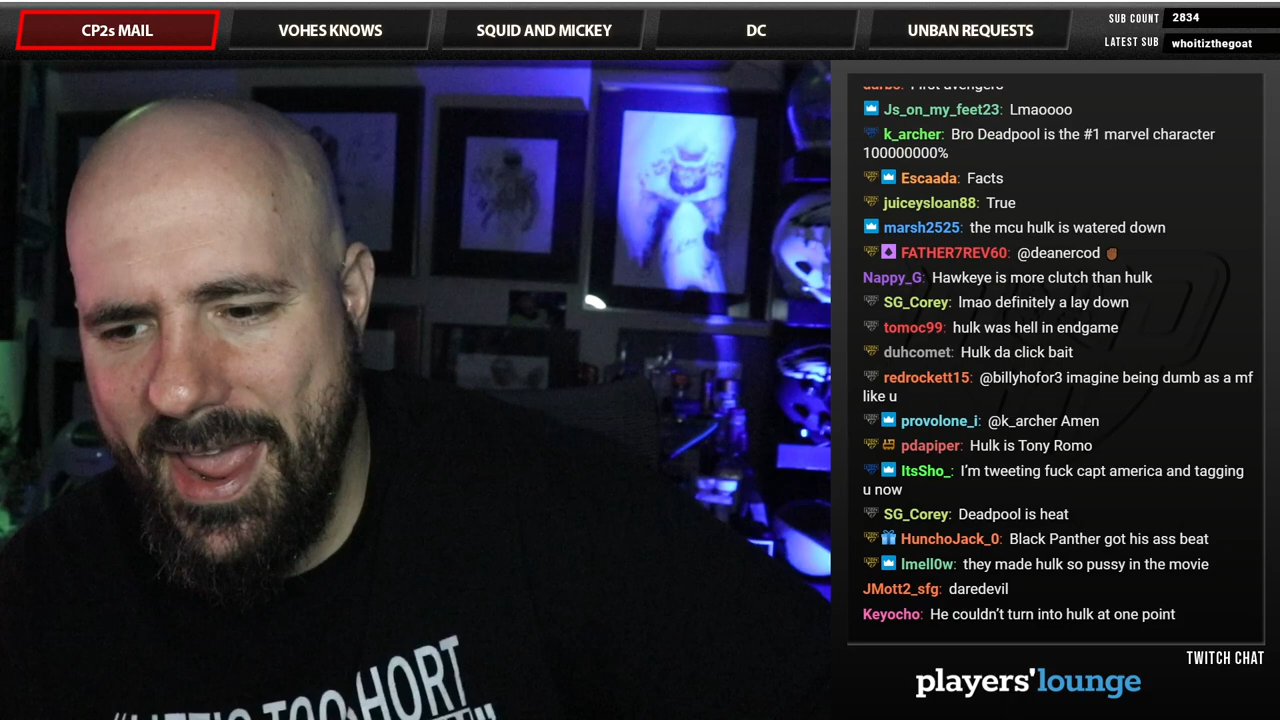 CP2s MAIL
VOHES KNOWS
SQUID AND MICKEY
DC
UNBAN REQUESTS
SUB COUNT 2834
LATEST SUB whoitizthegoat
First avengers
Js_on_my_feet23: Lmaoooo
k_archer: Bro Deadpool is the #1 marvel character
100000000%
Escaada: Facts
juiceysloan88: True
marsh2525: the mcu hulk is watered down
FATHER7REV60: @deanercod
Nappy_G: Hawkeye is more clutch than hulk
SG_Corey: lmao definitely a lay down
tomoc99: hulk was hell in endgame
duhcomet: Hulk da click bait
redrockett15: @billyhofor3 imagine being dumb as a mf
like u
provolone_i: @k_archer Amen
pdapiper: Hulk is Tony Romo
ItsSho_: I’m tweeting fuck capt america and tagging
u now
SG_Corey: Deadpool is heat
HunchoJack_0: Black Panther got his ass beat
lmell0w: they made hulk so pussy in the movie
JMott2_sfg: daredevil
Keyocho: He couldn’t turn into hulk at one point
TWITCH CHAT
players'lounge
“LIFE'S TOO SHORT